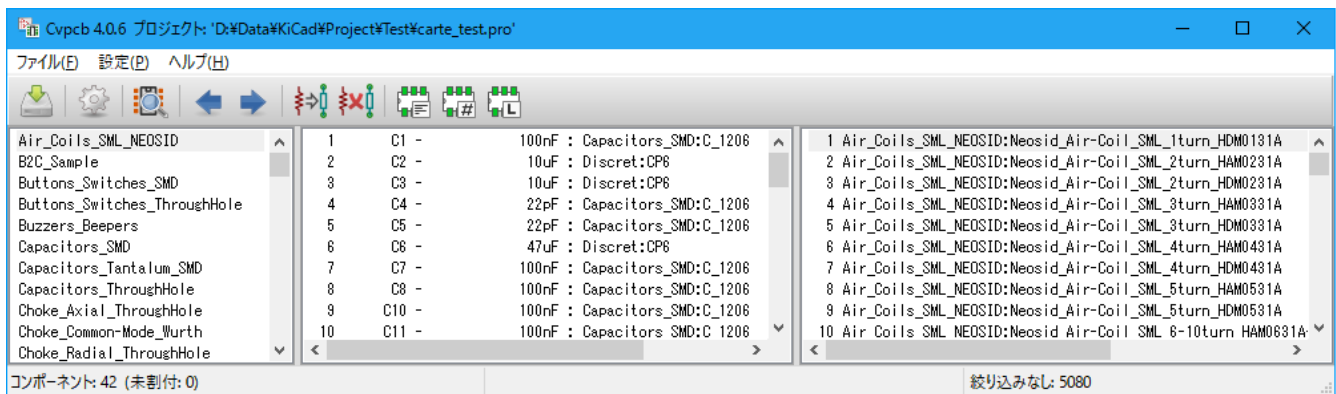 Cvpcb 4.0.6 プロジェクト: 'D:¥Data¥KiCad¥Project¥Test¥carte_test.pro'
ファイル(F) 設定(P) ヘルプ(H)
Air_Coils_SML_NEOSID
B2C_Sample
Buttons_Switches_SMD
Buttons_Switches_ThroughHole
Buzzers_Beepers
Capacitors_SMD
Capacitors_Tantalum_SMD
Capacitors_ThroughHole
Choke_Axial_ThroughHole
Choke_Common-Mode_Wurth
Choke_Radial_ThroughHole
1 C1 - 100nF : Capacitors_SMD:C_1206
2 C2 - 10uF : Discret:CP6
3 C3 - 10uF : Discret:CP6
4 C4 - 22pF : Capacitors_SMD:C_1206
5 C5 - 22pF : Capacitors_SMD:C_1206
6 C6 - 47uF : Discret:CP6
7 C7 - 100nF : Capacitors_SMD:C_1206
8 C8 - 100nF : Capacitors_SMD:C_1206
9 C10 - 100nF : Capacitors_SMD:C_1206
10 C11 - 100nF : Capacitors_SMD:C_1206
1 Air_Coils_SML_NEOSID:Neosid_Air-Coil_SML_1turn_HDM0131A
2 Air_Coils_SML_NEOSID:Neosid_Air-Coil_SML_2turn_HAM0231A
3 Air_Coils_SML_NEOSID:Neosid_Air-Coil_SML_2turn_HDM0231A
4 Air_Coils_SML_NEOSID:Neosid_Air-Coil_SML_3turn_HAM0331A
5 Air_Coils_SML_NEOSID:Neosid_Air-Coil_SML_3turn_HDM0331A
6 Air_Coils_SML_NEOSID:Neosid_Air-Coil_SML_4turn_HAM0431A
7 Air_Coils_SML_NEOSID:Neosid_Air-Coil_SML_4turn_HDM0431A
8 Air_Coils_SML_NEOSID:Neosid_Air-Coil_SML_5turn_HAM0531A
9 Air_Coils_SML_NEOSID:Neosid_Air-Coil_SML_5turn_HDM0531A
10 Air_Coils_SML_NEOSID:Neosid_Air-Coil_SML_6-10turn_HAM0631A-
コンポーネント: 42 (未割付: 0)
絞り込みなし: 5080